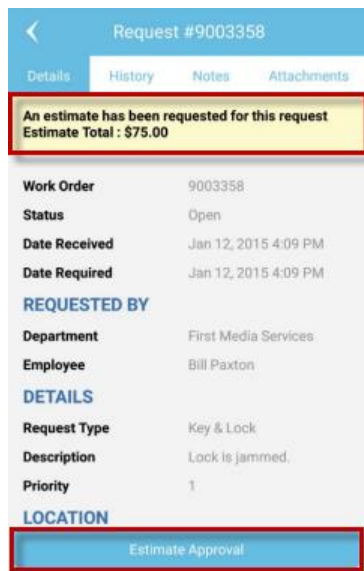 Request #9003358
Details History Notes Attachments
An estimate has been requested for this request
Estimate Total : $75.00
Work Order 9003358
Status Open
Date Received Jan 12, 2015 4:09 PM
Date Required Jan 12, 2015 4:09 PM
REQUESTED BY
Department First Media Services
Employee Bill Paxton
DETAILS
Request Type Key & Lock
Description Lock is jammed.
Priority 1
LOCATION
Estimate Approval